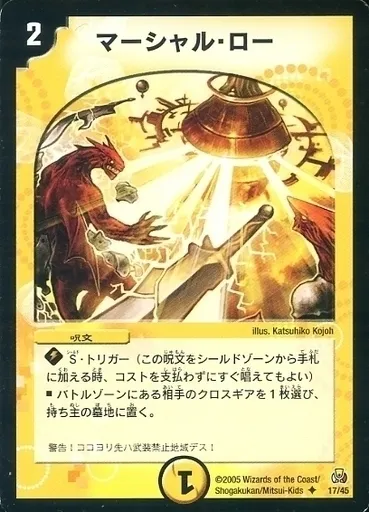 2
マーシャル・ロー
illus. Katsuhiko Kojoh
呪文
S・トリガー（この呪文をシールドゾーンから手札
に加える時、コストを支払わずにすぐ唱えてもよい）
■ バトルゾーンにある相手のクロスギアを１枚選び、
持ち主の墓地に置く。
警告！ココヨリ先ハ武装禁止地域デス！
1
©2005 Wizards of the Coast/
Shogakukan/Mitsui-Kids ♦ 17/45